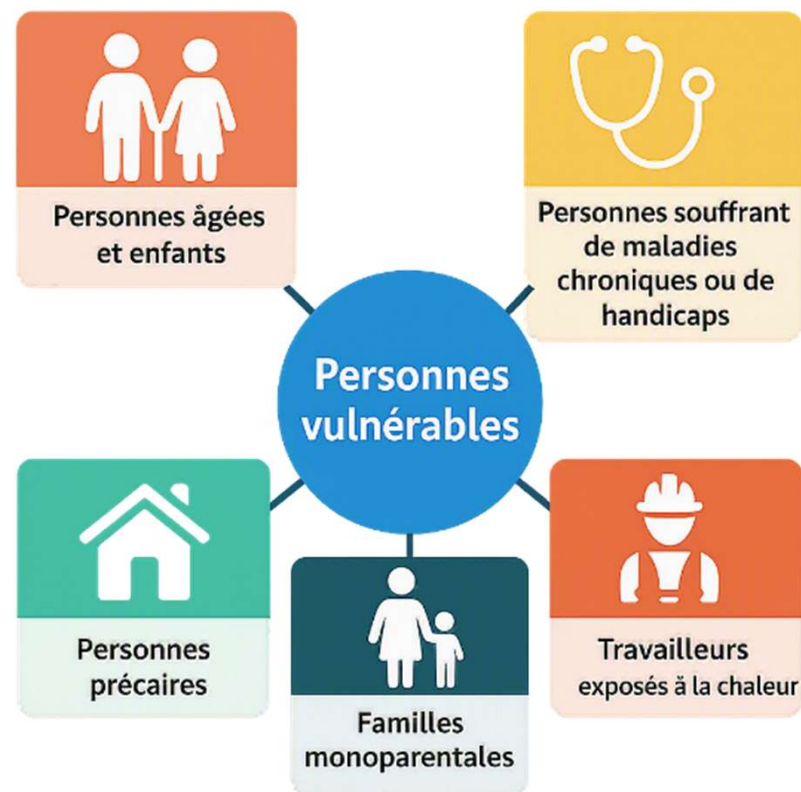 Personnes âgées
et enfants
Personnes souffrant
de maladies
chroniques ou de
handicaps
Personnes
vulnérables
Personnes
précaires
Familles
monoparentales
Travailleurs
exposés à la chaleur